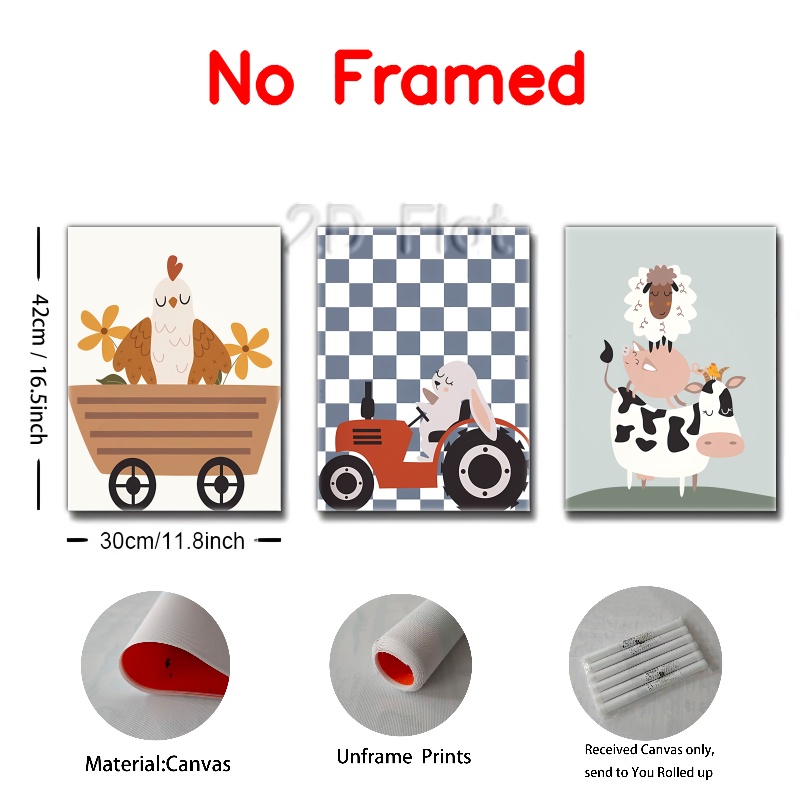 No Framed
2D Flat
42cm / 16.5inch
30cm/11.8inch
Material:Canvas
Unframe Prints
Received Canvas only,
send to You Rolled up